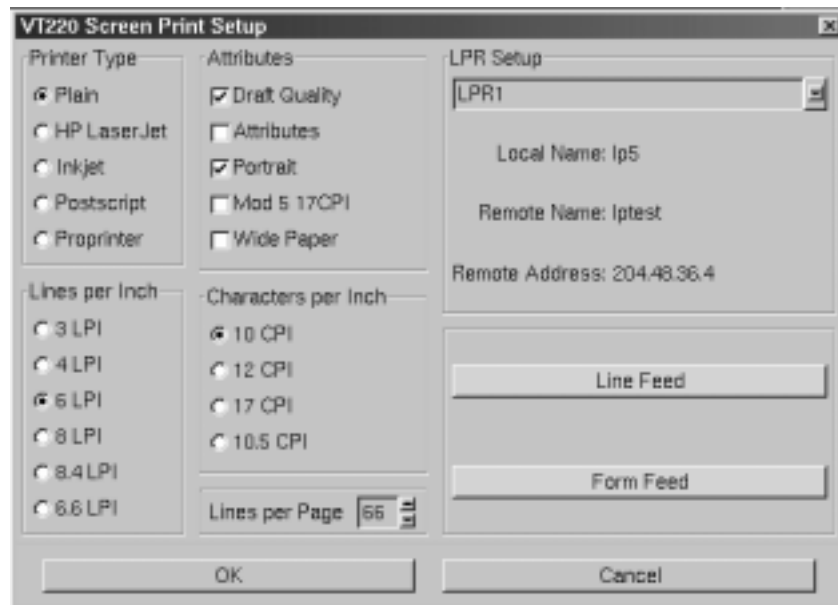 VT220 Screen Print Setup
Printer Type
Plain
HP LaserJet
Inkjet
Postscript
Proprinter
Attributes
Draft Quality
Attributes
Portrait
Mod 5 17CPI
Wide Paper
LPR Setup
LPR1
Local Name: lp5
Remote Name: lptest
Remote Address: 204.48.36.4
Lines per Inch
3 LPI
4 LPI
6 LPI
8 LPI
8.4 LPI
6.6 LPI
Characters per Inch
10 CPI
12 CPI
17 CPI
10.5 CPI
Lines per Page 66
Line Feed
Form Feed
OK
Cancel